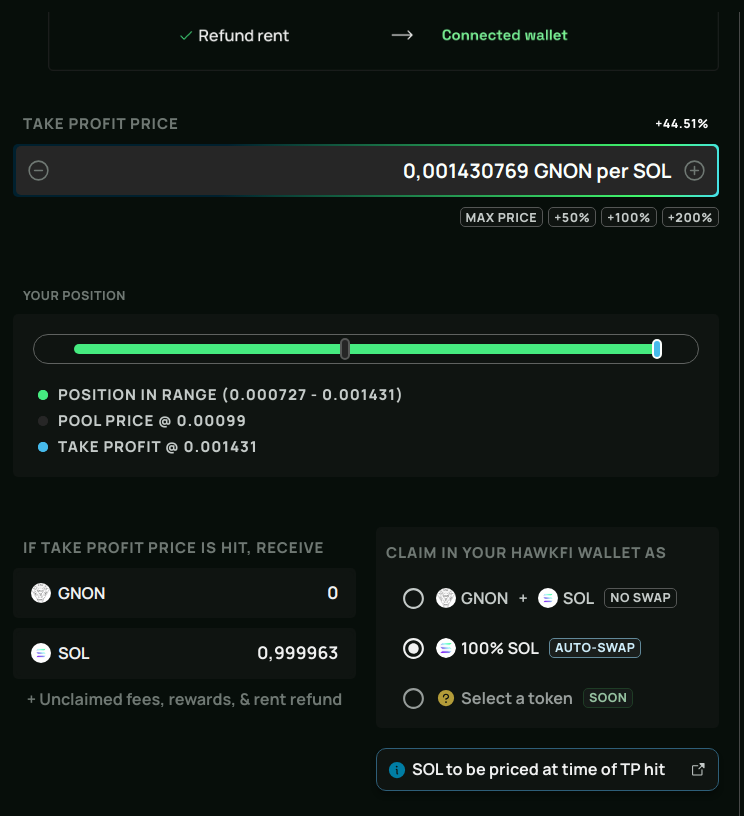 Refund rent → Connected wallet
TAKE PROFIT PRICE +44.51%
0,001430769 GNON per SOL
MAX PRICE +50% +100% +200%
YOUR POSITION
POSITION IN RANGE (0.000727 - 0.001431)
POOL PRICE @ 0.00099
TAKE PROFIT @ 0.001431
IF TAKE PROFIT PRICE IS HIT, RECEIVE
GNON 0
SOL 0,999963
+ Unclaimed fees, rewards, & rent refund
CLAIM IN YOUR HAWKFI WALLET AS
GNON + SOL NO SWAP
100% SOL AUTO-SWAP
? Select a token SOON
i SOL to be priced at time of TP hit